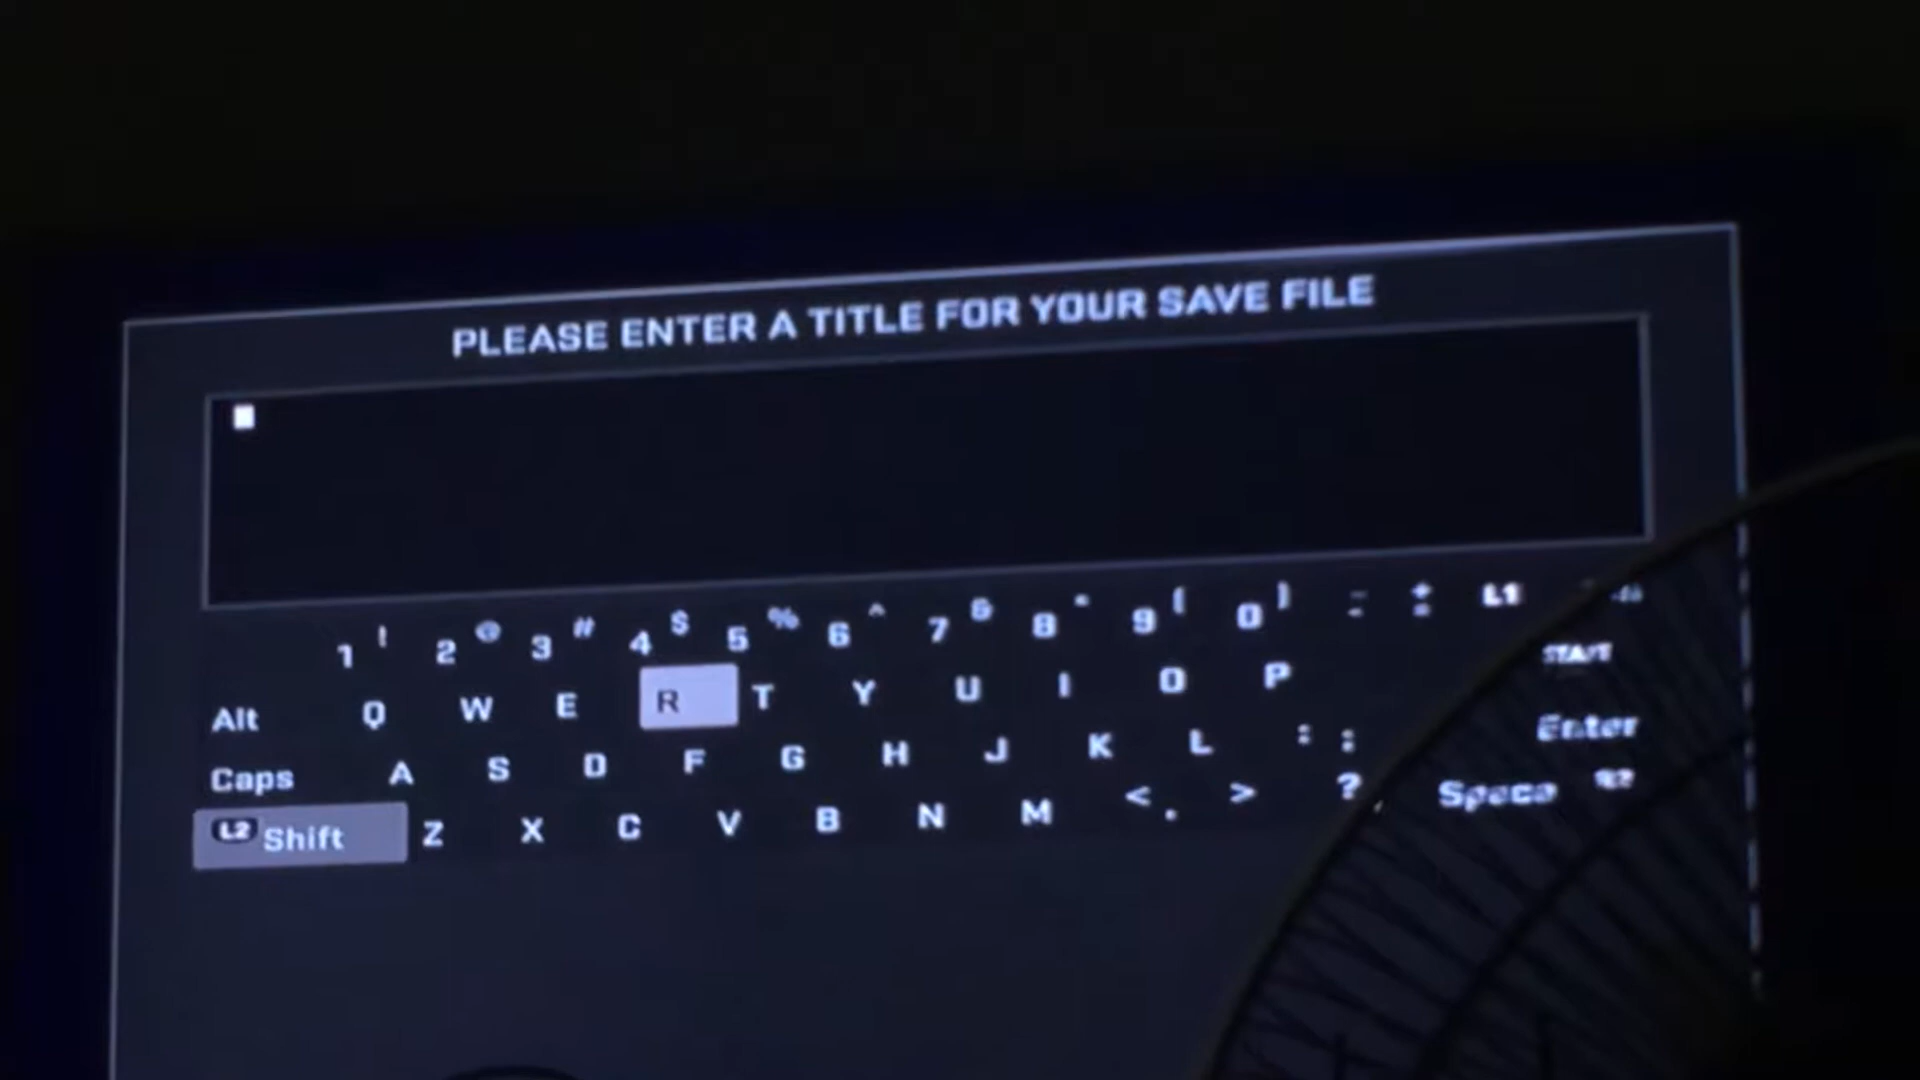 PLEASE ENTER A TITLE FOR YOUR SAVE FILE
1 ! 2 @ 3 # 4 $ 5 % 6 ^ 7 & 8 * 9 ( 0 ) - L1
START
Alt Q W E R T Y U I O P
Enter
Caps A S D F G H J K L : ;
L2 Shift Z X C V B N M < . > ? , Space